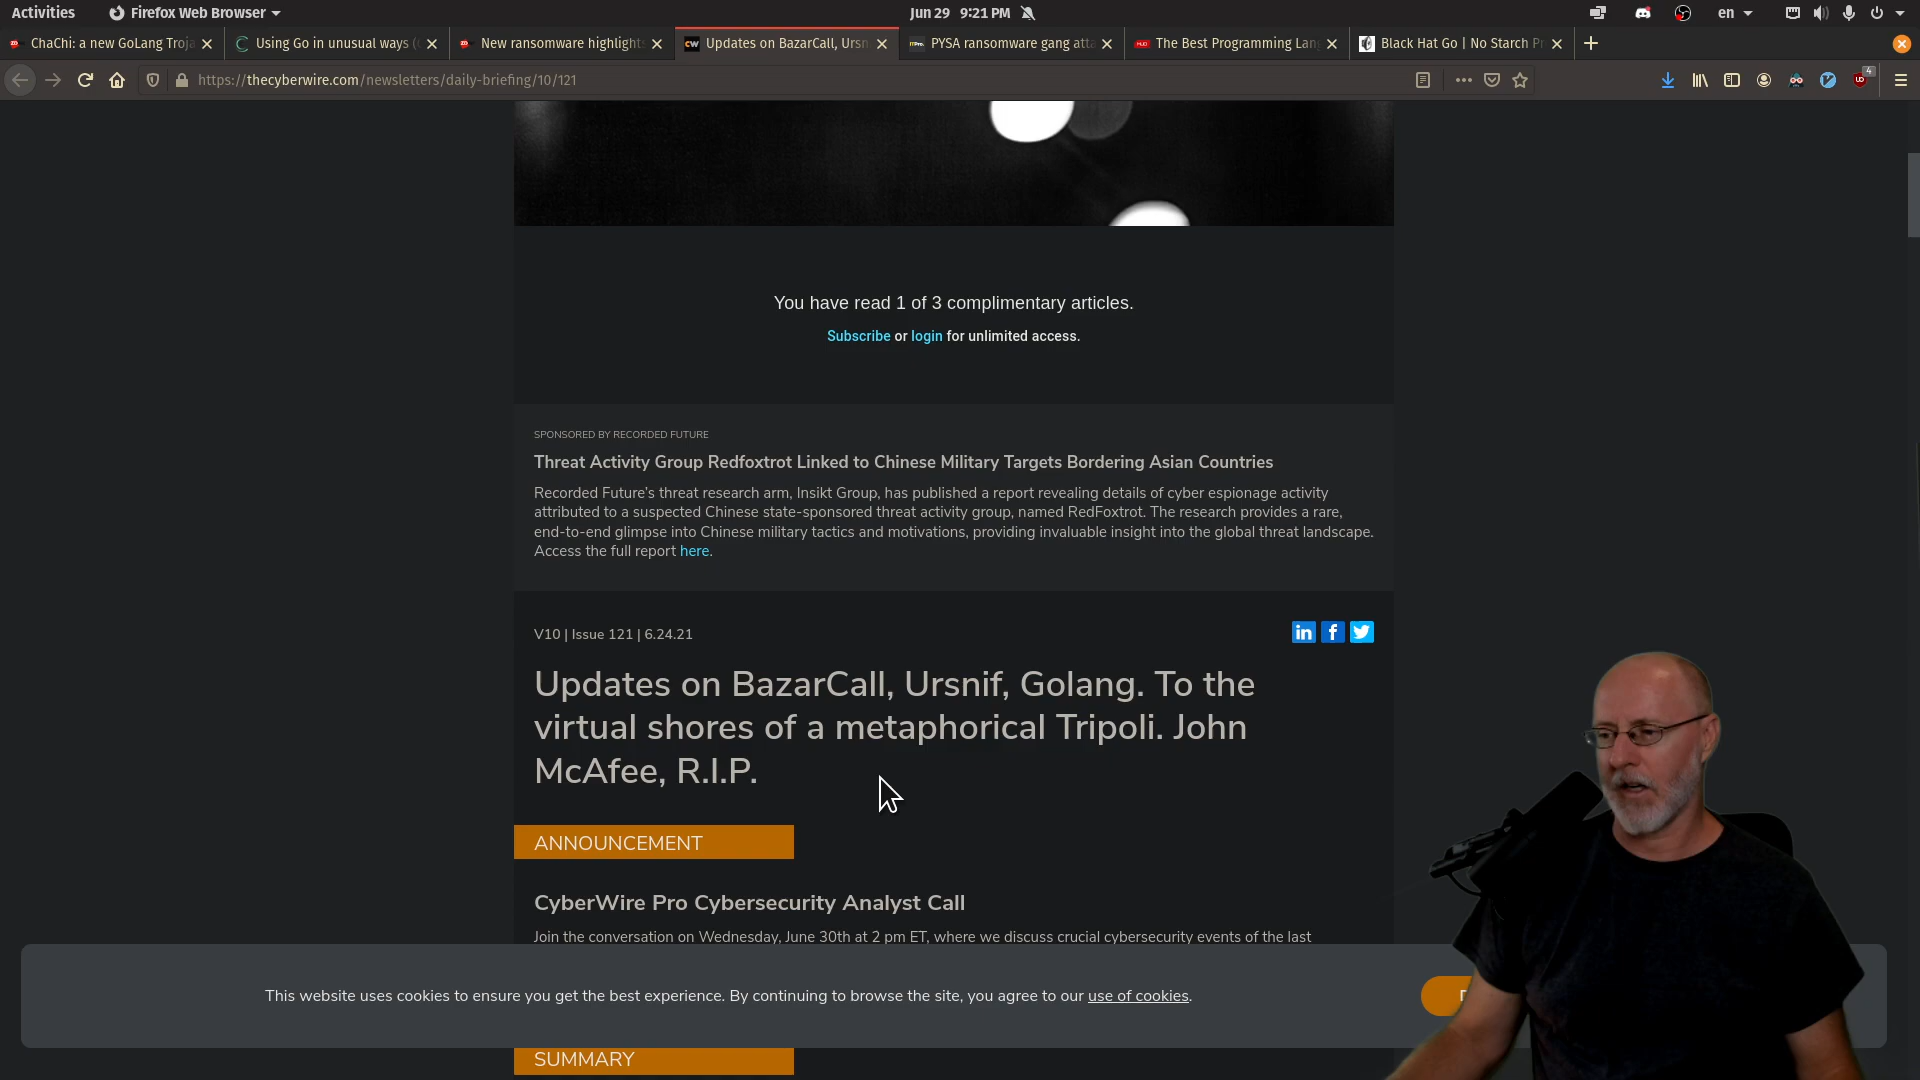 Activities
Firefox Web Browser
Jun 29 9:21 PM
en
ChaChi: a new GoLang Troja
Using Go in unusual ways (
New ransomware highlights
CW
Updates on BazarCall, Ursn
PYSA ransomware gang atta
The Best Programming Lan
Black Hat Go | No Starch Pr
https://thecyberwire.com/newsletters/daily-briefing/10/121
4
You have read 1 of 3 complimentary articles.
Subscribe or login for unlimited access.
SPONSORED BY RECORDED FUTURE
Threat Activity Group Redfoxtrot Linked to Chinese Military Targets Bordering Asian Countries
Recorded Future's threat research arm, Insikt Group, has published a report revealing details of cyber espionage activity
attributed to a suspected Chinese state-sponsored threat activity group, named RedFoxtrot. The research provides a rare,
end-to-end glimpse into Chinese military tactics and motivations, providing invaluable insight into the global threat landscape.
Access the full report here.
V10 | Issue 121 | 6.24.21
in f
Updates on BazarCall, Ursnif, Golang. To the
virtual shores of a metaphorical Tripoli. John
McAfee, R.I.P.
ANNOUNCEMENT
CyberWire Pro Cybersecurity Analyst Call
Join the conversation on Wednesday, June 30th at 2 pm ET, where we discuss crucial cybersecurity events of the last
This website uses cookies to ensure you get the best experience. By continuing to browse the site, you agree to our use of cookies.
SUMMARY